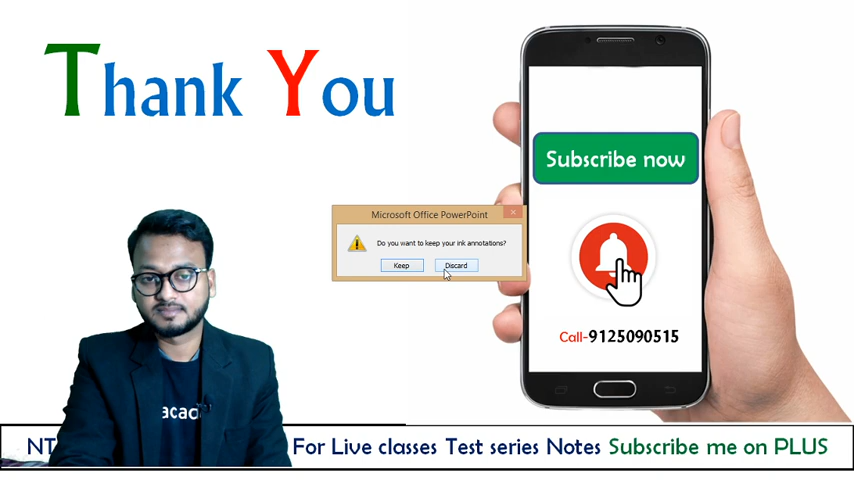 Thank You
Subscribe now
Microsoft Office PowerPoint
Do you want to keep your ink annotations?
Keep Discard
Call-9125090515
acad
NT For Live classes Test series Notes Subscribe me on PLUS